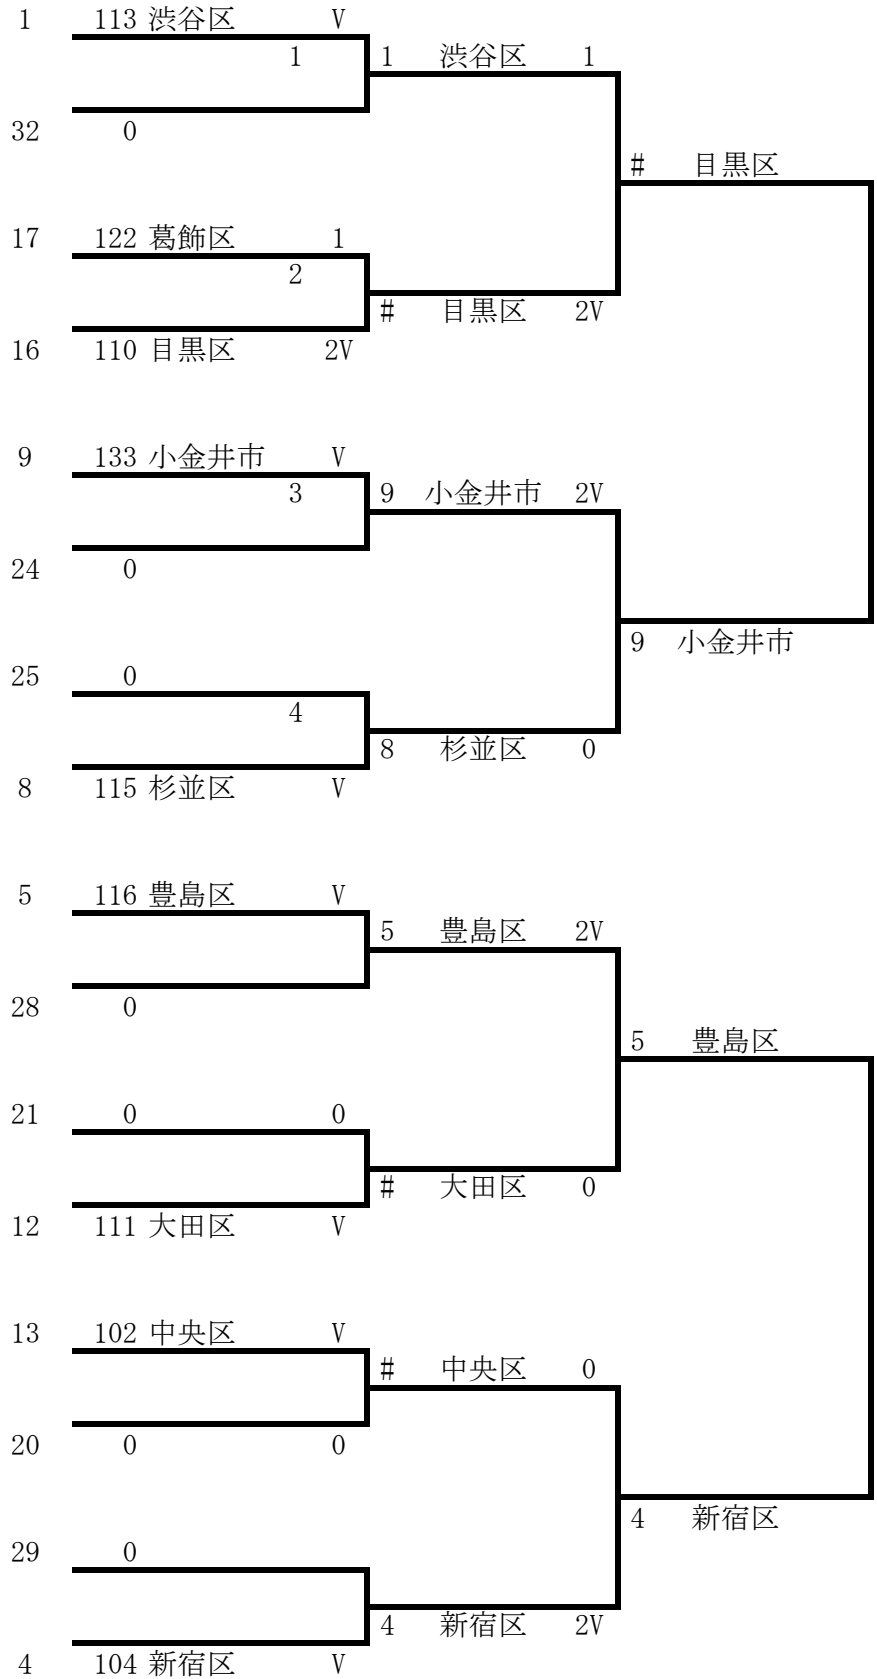 1 113 渋谷区 V
1 1 渋谷区 1
32 0
# 目黒区
17 122 葛飾区 1
2
# 目黒区 2V
16 110 目黒区 2V
9 133 小金井市 V
3 9 小金井市 2V
24 0
9 小金井市
25 0
4
8 杉並区 0
8 115 杉並区 V
5 116 豊島区 V
5 豊島区 2V
28 0
5 豊島区
21 0 0
# 大田区 0
12 111 大田区 V
13 102 中央区 V
# 中央区 0
20 0 0
4 新宿区
29 0
4 新宿区 2V
4 104 新宿区 V